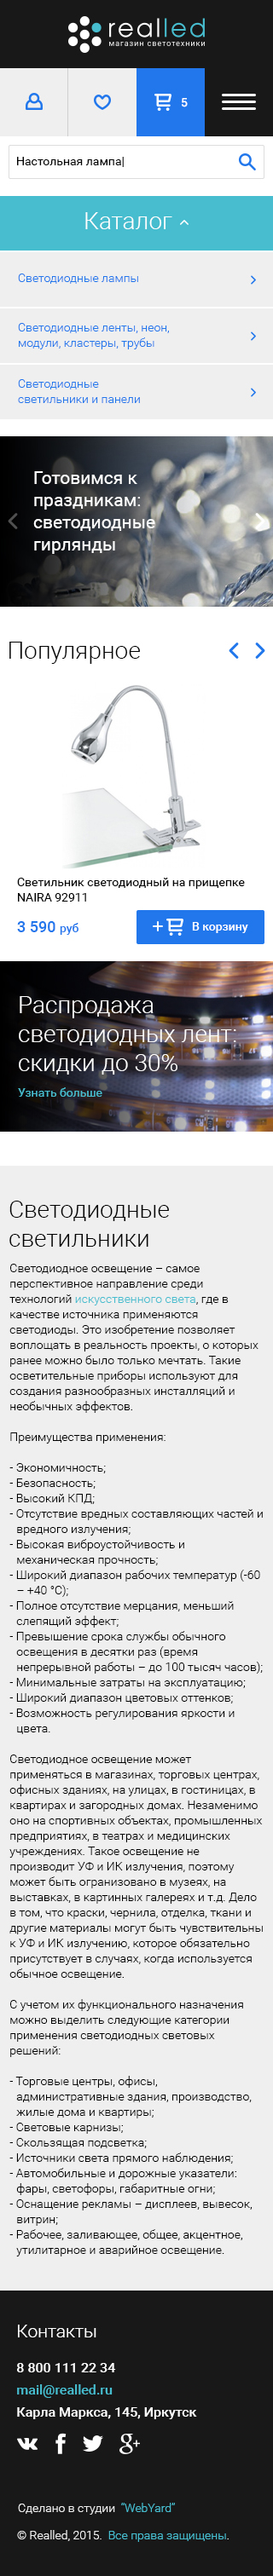 realled
магазин светотехники
5
Настольная лампа|
Каталог
Светодиодные лампы
Светодиодные ленты, неон,
модули, кластеры, трубы
Светодиодные
светильники и панели
Готовимся к
праздникам:
светодиодные
гирлянды
Популярное
Светильник светодиодный на прищепке
NAIRA 92911
3 590 руб
+ В корзину
Распродажа
светодиодных лент:
скидки до 30%
Узнать больше
Светодиодные
светильники
Светодиодное освещение – самое
перспективное направление среди
технологий искусственного света, где в
качестве источника применяются
светодиоды. Это изобретение позволяет
воплощать в реальность проекты, о которых
ранее можно было только мечтать. Такие
осветительные приборы используют для
создания разнообразных инсталляций и
необычных эффектов.
Преимущества применения:
- Экономичность;
- Безопасность;
- Высокий КПД;
- Отсутствие вредных составляющих частей и
вредного излучения;
- Высокая виброустойчивость и
механическая прочность;
- Широкий диапазон рабочих температур (-60
– +40 °C);
- Полное отсутствие мерцания, меньший
слепящий эффект;
- Превышение срока службы обычного
освещения в десятки раз (время
непрерывной работы – до 100 тысяч часов);
- Минимальные затраты на эксплуатацию;
- Широкий диапазон цветовых оттенков;
- Возможность регулирования яркости и
цвета.
Светодиодное освещение может
применяться в магазинах, торговых центрах,
офисных зданиях, на улицах, в гостиницах, в
квартирах и загородных домах. Незаменимо
оно на спортивных объектах, промышленных
предприятиях, в театрах и медицинских
учреждениях. Такое освещение не
производит УФ и ИК излучения, поэтому
может быть огранизовано в музеях, на
выставках, в картинных галереях и т.д. Дело
в том, что краски, чернила, отделка, ткани и
другие материалы могут быть чувствительны
к УФ и ИК излучению, которое обязательно
присутствует в случаях, когда используется
обычное освещение.
С учетом их функционального назначения
можно выделить следующие категории
применения светодиодных световых
решений:
- Торговые центры, офисы,
административные здания, производство,
жилые дома и квартиры;
- Световые карнизы;
- Скользящая подсветка;
- Источники света прямого наблюдения;
- Автомобильные и дорожные указатели:
фары, светофоры, габаритные огни;
- Оснащение рекламы – дисплеев, вывесок,
витрин;
- Рабочее, заливающее, общее, акцентное,
утилитарное и аварийное освещение.
Контакты
8 800 111 22 34
mail@realled.ru
Карла Маркса, 145, Иркутск
Сделано в студии "WebYard"
© Realled, 2015. Все права защищены.